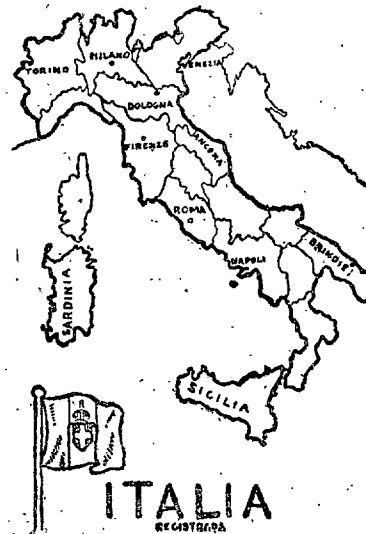 MILANO
VENEZIA
TORINO
BOLOGNA
ANCONA
FIRENZE
ROMA
BRINDISI
NAPOLI
SARDINIA
SICILIA
R A
ITALIA
REGISTRADA